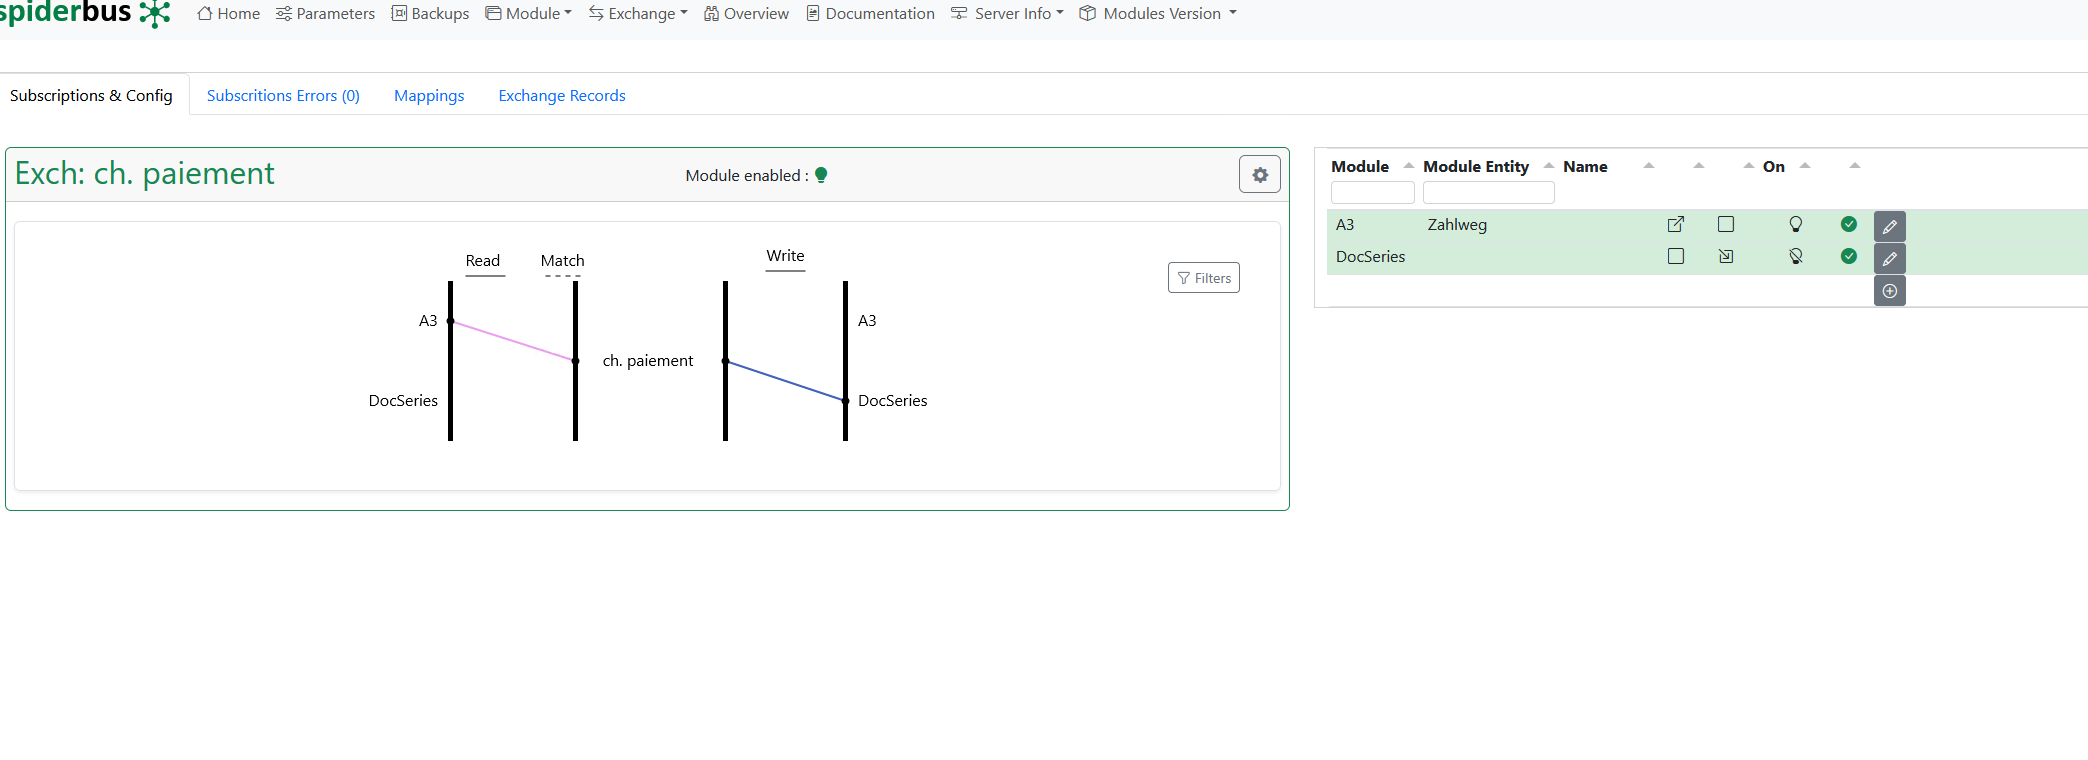 spiderbus Home Parameters Backups Module Exchange Overview Documentation Server Info Modules Version
Subscriptions & Config Subscritions Errors (0) Mappings Exchange Records
Exch: ch. paiement Module enabled :
Read Match Write
Filters
A3 A3
ch. paiement
DocSeries DocSeries
Module Module Entity Name On
A3 Zahlweg
DocSeries